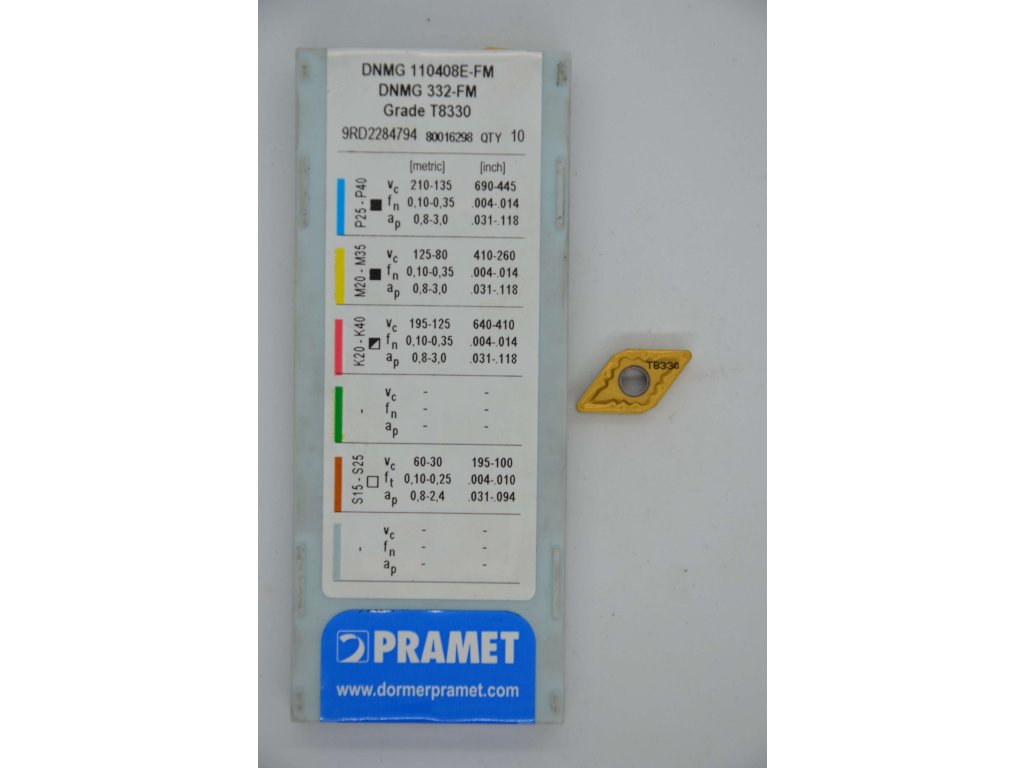 DNMG 110408E-FM
DNMG 332-FM
Grade T8330
9RD2284794 80016298 QTY 10
[metric] [inch]
P25 - P40
vc 210-135 690-445
fn 0,10-0,35 .004-.014
ap 0,8-3,0 .031-.118
M20 - M35
vc 125-80 410-260
fn 0,10-0,35 .004-.014
ap 0,8-3,0 .031-.118
K20 - K40
vc 195-125 640-410
fn 0,10-0,35 .004-.014
ap 0,8-3,0 .031-.118
-
vc - -
fn - -
ap - -
S15 - S25
vc 60-30 195-100
ft 0,10-0,25 .004-.010
ap 0,8-2,4 .031-.094
-
vc - -
fn - -
ap - -
PRAMET
www.dormerpramet.com
T8330